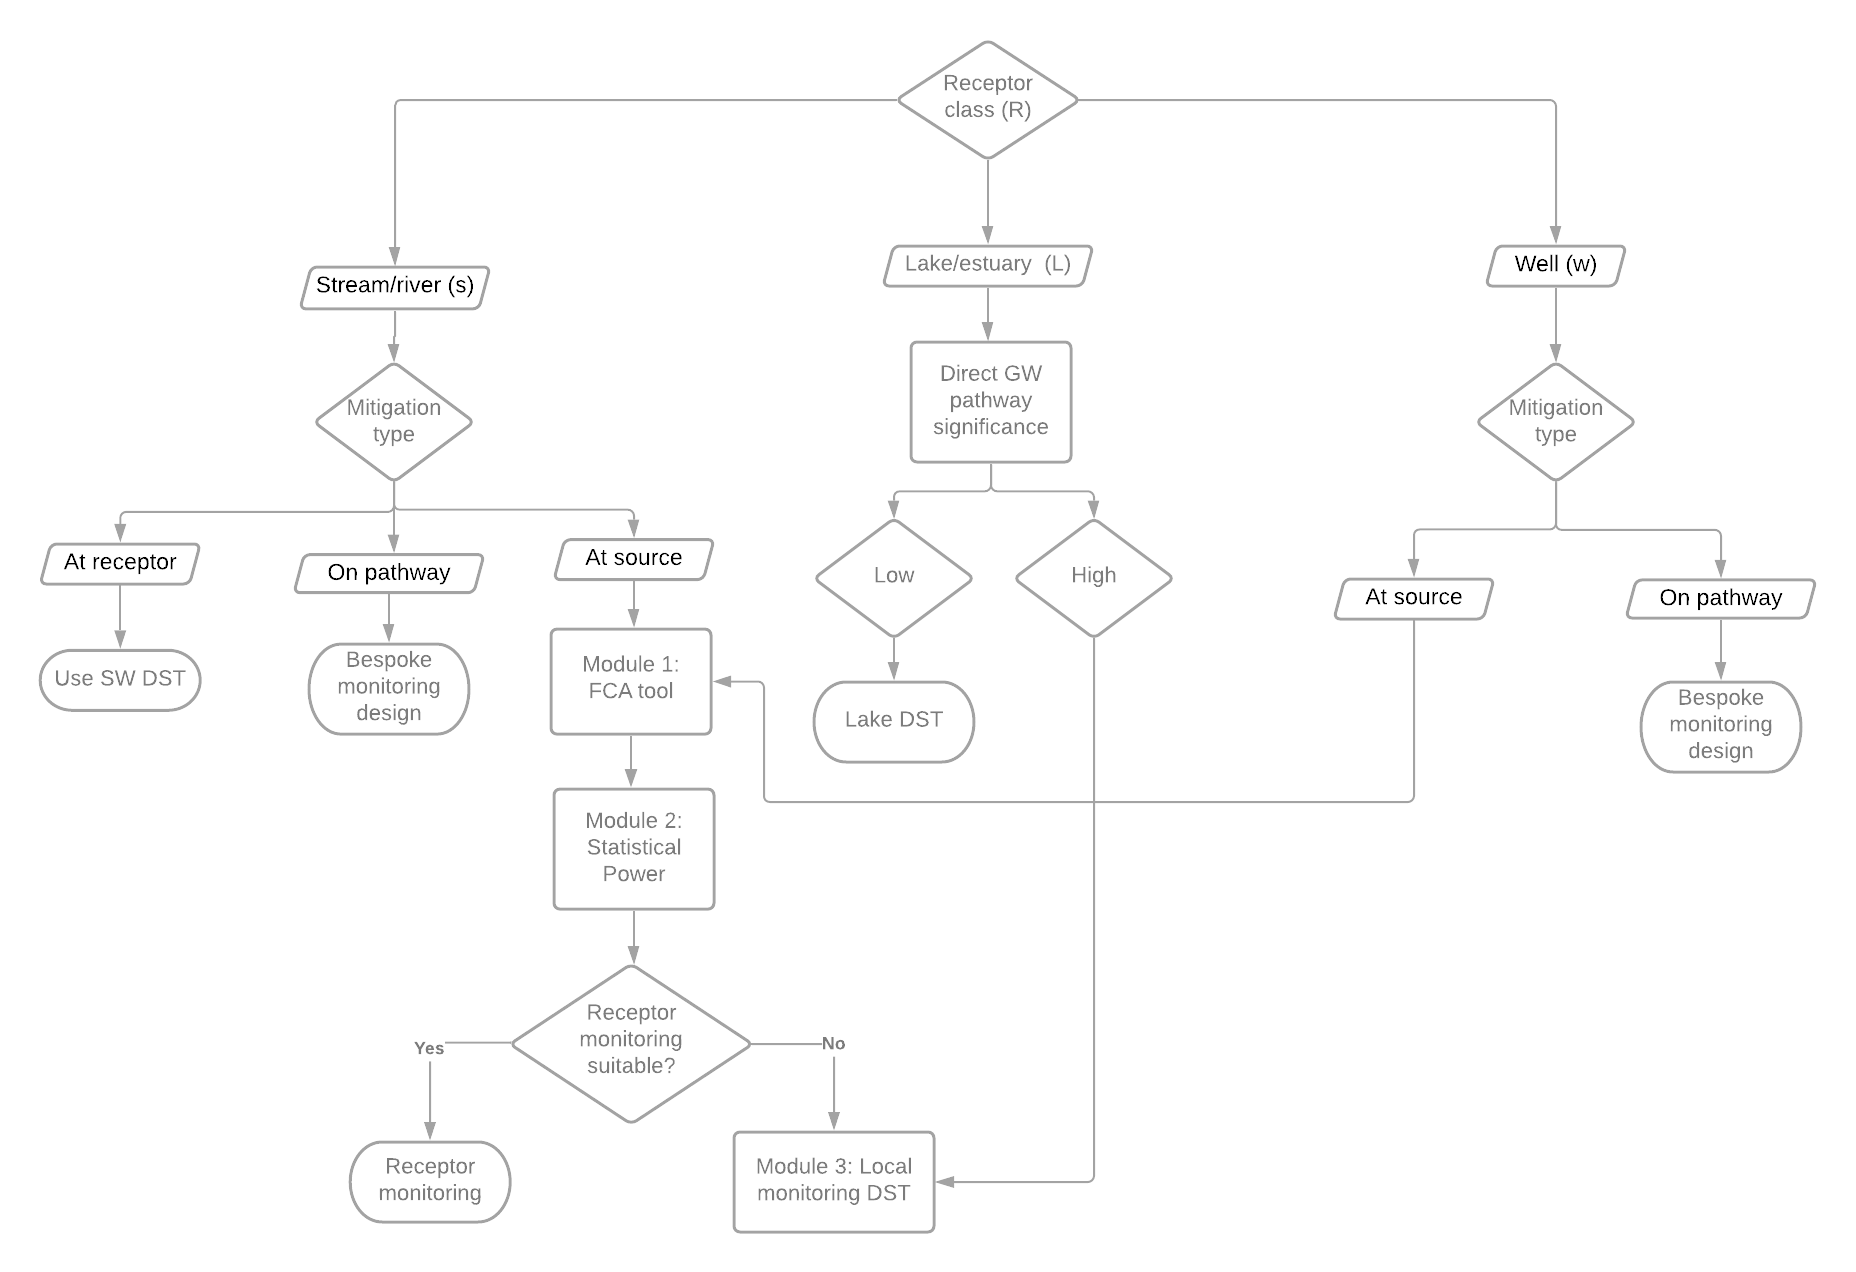 Receptor
class (R)
Stream/river (s)
Lake/estuary  (L)
Well (w)
Mitigation
type
Direct GW
pathway
significance
Mitigation
type
At receptor
On pathway
At source
Low
High
At source
On pathway
Use SW DST
Bespoke
monitoring
design
Module 1:
FCA tool
Lake DST
Bespoke
monitoring
design
Module 2:
Statistical
Power
Receptor
monitoring
suitable?
Yes
No
Receptor
monitoring
Module 3: Local
monitoring DST